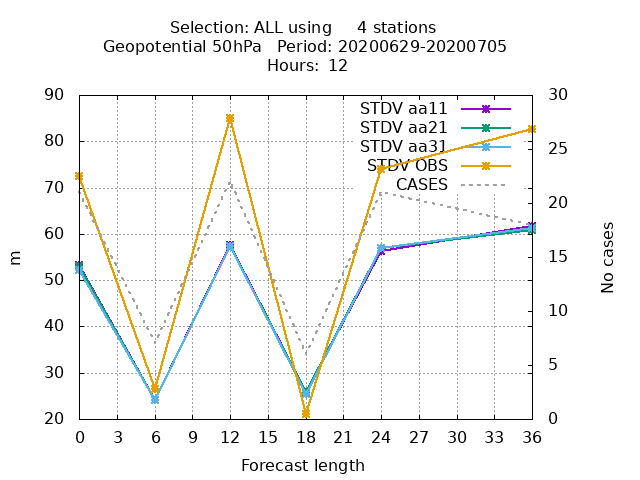 Selection: ALL using     4 stations
Geopotential 50hPa   Period: 20200629-20200705
Hours:  12
90
80
70
60
50
40
30
20
m
30
25
20
15
10
5
0
No cases
STDV aa11
STDV aa21
STDV aa31
STDV OBS
CASES
0 3 6 9 12 15 18 21 24 27 30 33 36
Forecast length